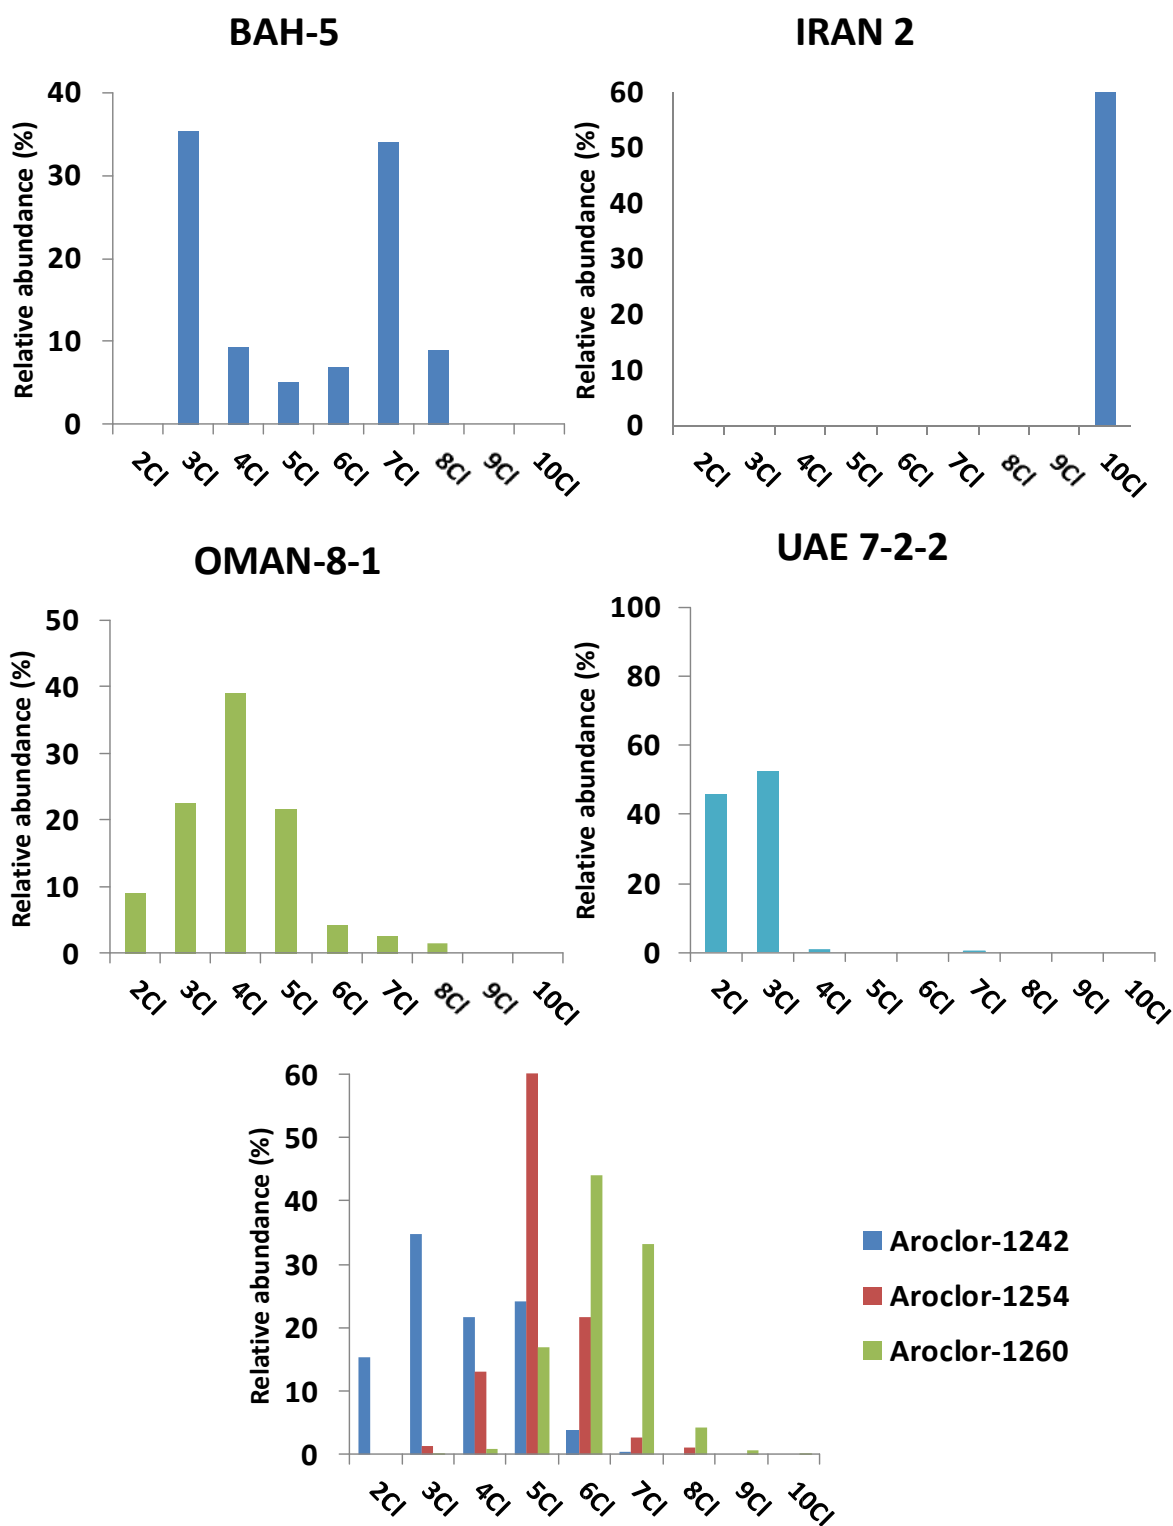 BAH-5
Relative abundance (%)
40
30
20
10
0
2Cl 3Cl 4Cl 5Cl 6Cl 7Cl 8Cl 9Cl 10Cl
IRAN 2
Relative abundance (%)
60
50
40
30
20
10
0
2Cl 3Cl 4Cl 5Cl 6Cl 7Cl 8Cl 9Cl 10Cl
OMAN-8-1
Relative abundance (%)
50
40
30
20
10
0
2Cl 3Cl 4Cl 5Cl 6Cl 7Cl 8Cl 9Cl 10Cl
UAE 7-2-2
Relative abundance (%)
100
80
60
40
20
0
2Cl 3Cl 4Cl 5Cl 6Cl 7Cl 8Cl 9Cl 10Cl
Relative abundance (%)
60
50
40
30
20
10
0
2Cl 3Cl 4Cl 5Cl 6Cl 7Cl 8Cl 9Cl 10Cl
Aroclor-1242
Aroclor-1254
Aroclor-1260